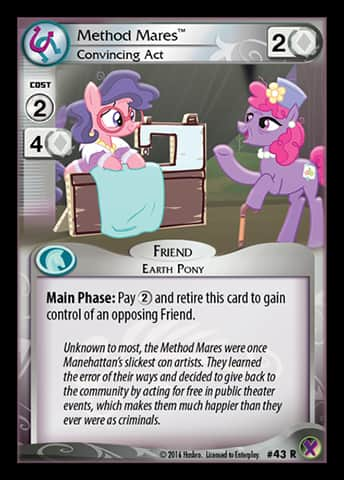 Method Mares™
Convincing Act
2
COST
2
4
FRIEND
EARTH PONY
Main Phase: Pay 2 and retire this card to gain
control of an opposing Friend.
Unknown to most, the Method Mares were once
Manehattan's slickest con artists. They learned
the error of their ways and decided to give back to
the community by acting for free in public theater
events, which makes them much happier than they
ever were as criminals.
© 2016 Hasbro. Licensed to Enterplay. #43 R